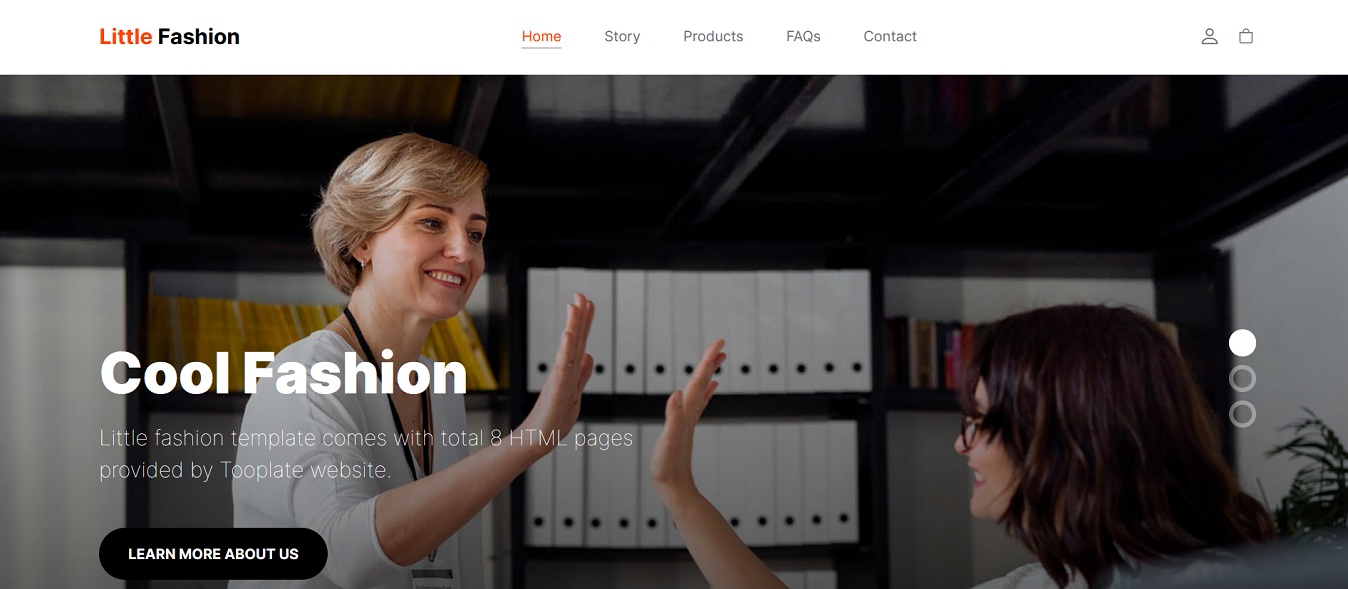 Little Fashion
Home
Story
Products
FAQs
Contact
Cool Fashion
Little fashion template comes with total 8 HTML pages
provided by Tooplate website.
LEARN MORE ABOUT US